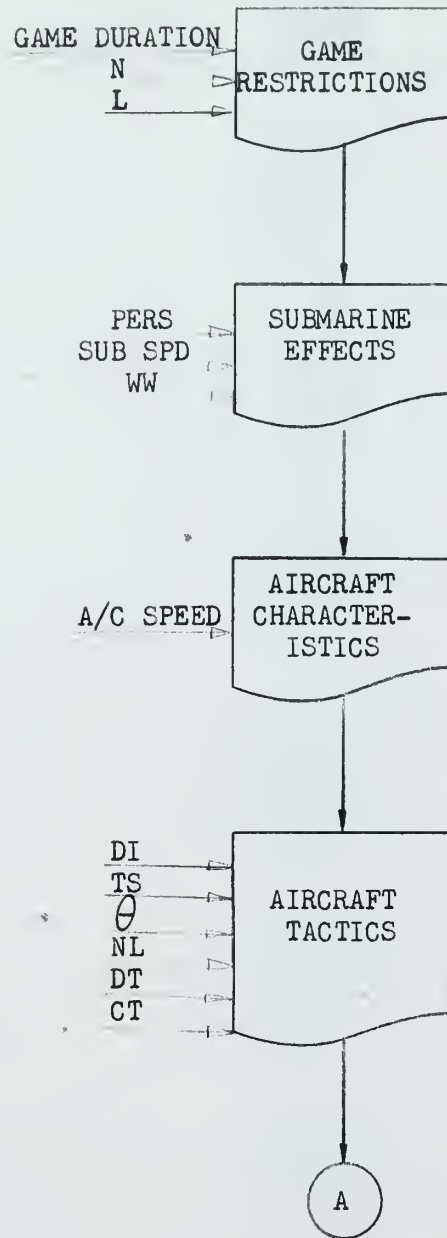 GAME DURATION
N
L
GAME
RESTRICTIONS
PERS
SUB SPD
WW
SUBMARINE
EFFECTS
A/C SPEED
AIRCRAFT
CHARACTER-
ISTICS
DI
TS
θ
NL
DT
CT
AIRCRAFT
TACTICS
A